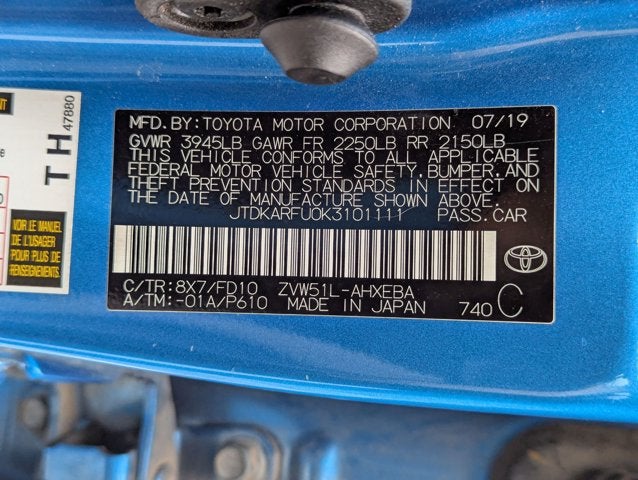 MFD.BY:TOYOTA MOTOR CORPORATION 07/19
GVWR 3945LB GAWR FR 2250LB RR 2150LB
THIS VEHICLE CONFORMS TO ALL APPLICABLE
FEDERAL MOTOR VEHICLE SAFETY,BUMPER,AND
THEFT PREVENTION STANDARDS IN EFFECT ON
THE DATE OF MANUFACTURE SHOWN ABOVE.
JTDKARFU0K3101111 PASS.CAR
C/TR:8X7/FD10 ZVW51L-AHXEBA
A/TM:-01A/P610 MADE IN JAPAN 740 C
TH
47880
VOIR LE MANUEL
DE L'USAGER
POUR PLUS DE